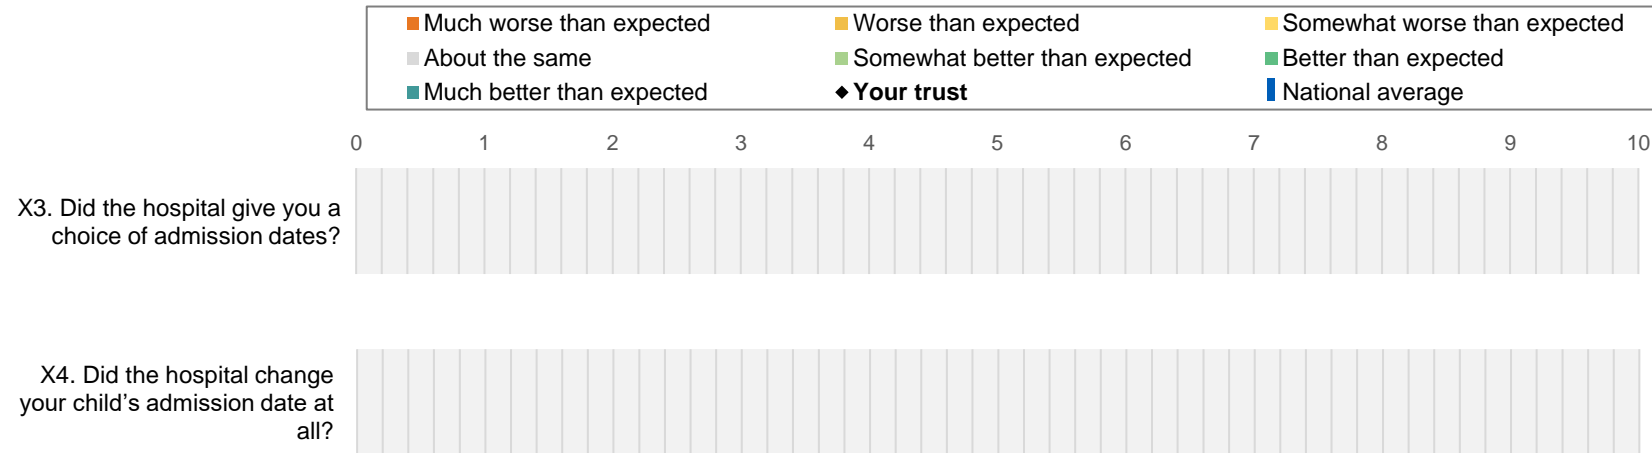 Much worse than expected
Worse than expected
Somewhat worse than expected
About the same
Somewhat better than expected
Better than expected
Much better than expected
Your trust
National average
0 1 2 3 4 5 6 7 8 9 10
X3. Did the hospital give you a
choice of admission dates?
X4. Did the hospital change
your child’s admission date at
all?